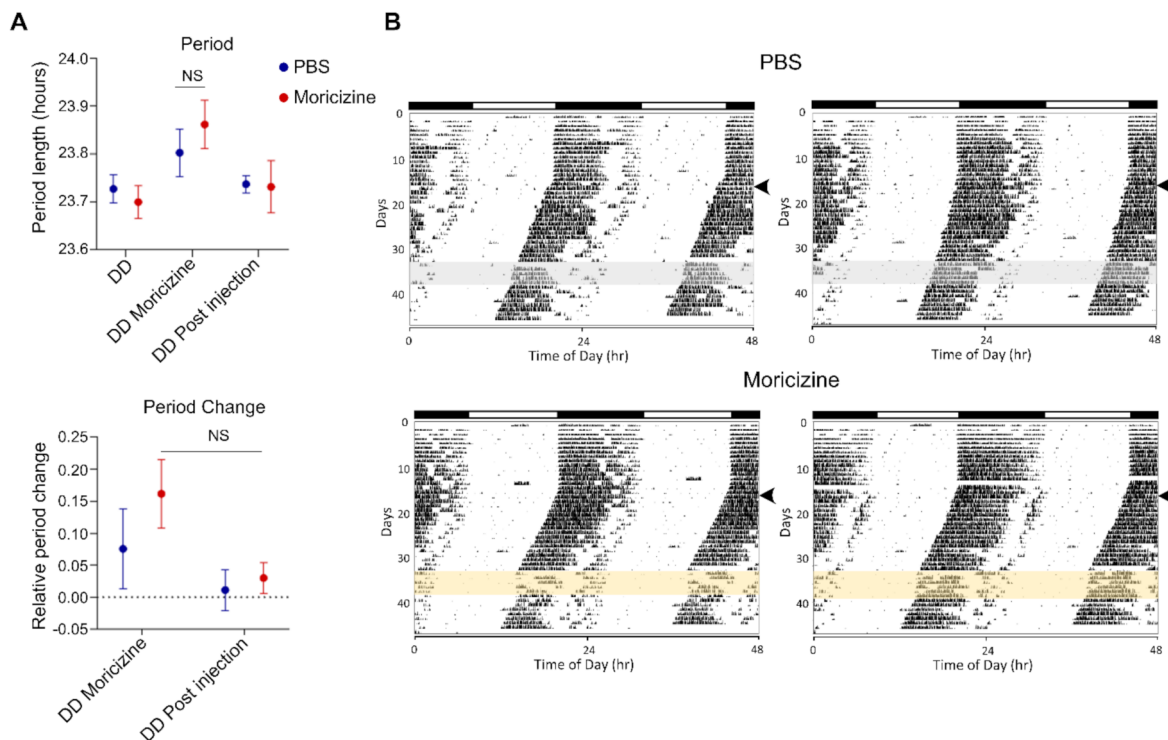 A
Period
24.0
23.9
23.8
23.7
23.6
Period length (hours)
NS
PBS
Moricizine
DD
DD Moricizine
DD Post injection
Period Change
0.25
0.20
0.15
0.10
0.05
0.00
-0.05
Relative period change
NS
DD Moricizine
DD Post injection
B
PBS
0
10
20
30
40
Days
0
24
48
Time of Day (hr)
0
10
20
30
40
Days
0
24
48
Time of Day (hr)
Moricizine
0
10
20
30
40
Days
0
24
48
Time of Day (hr)
0
10
20
30
40
Days
0
24
48
Time of Day (hr)